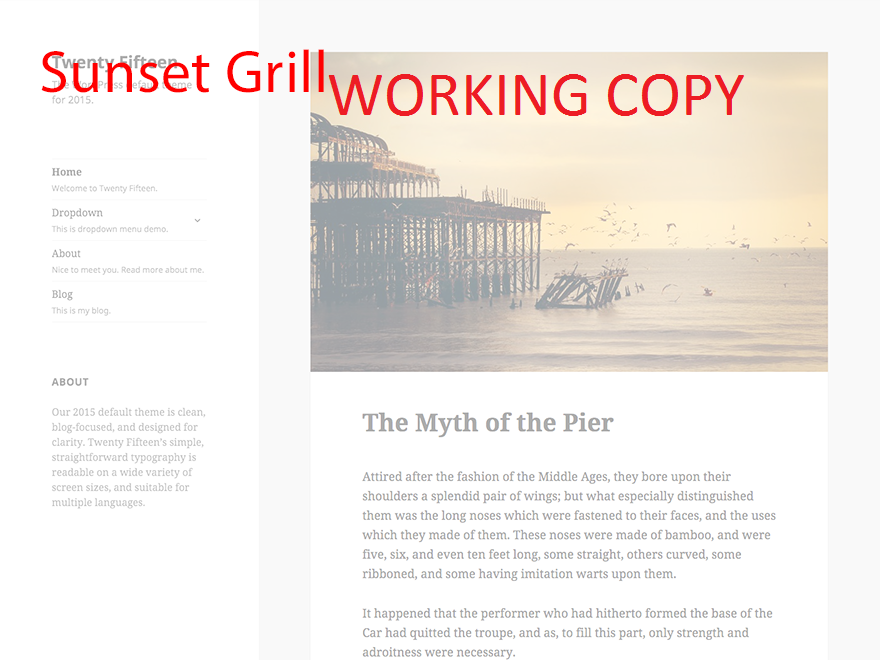 Sunset Grill
WORKING COPY
Twenty Fifteen
The WordPress default theme
for 2015.
Home
Welcome to Twenty Fifteen.
Dropdown
This is dropdown menu demo.
About
Nice to meet you. Read more about me.
Blog
This is my blog.
ABOUT
Our 2015 default theme is clean,
blog-focused, and designed for
clarity. Twenty Fifteen's simple,
straightforward typography is
readable on a wide variety of
screen sizes, and suitable for
multiple languages.
The Myth of the Pier
Attired after the fashion of the Middle Ages, they bore upon their
shoulders a splendid pair of wings; but what especially distinguished
them was the long noses which were fastened to their faces, and the uses
which they made of them. These noses were made of bamboo, and were
five, six, and even ten feet long, some straight, others curved, some
ribboned, and some having imitation warts upon them.
It happened that the performer who had hitherto formed the base of the
Car had quitted the troupe, and as, to fill this part, only strength and
adroitness were necessary.